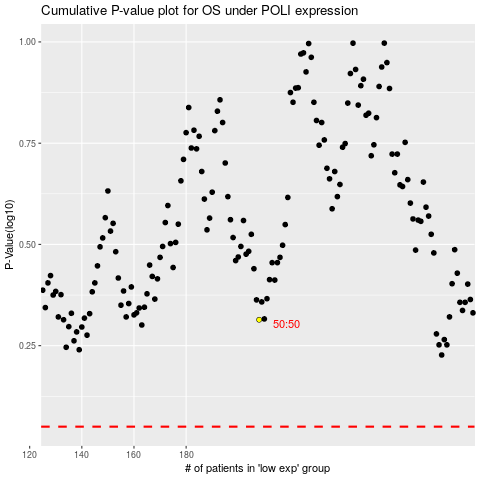 Cumulative P-value plot for OS under POLI expression
P-Value(log10)
1.00
0.75
0.50
0.25
50:50
120 140 160 180
# of patients in 'low exp' group